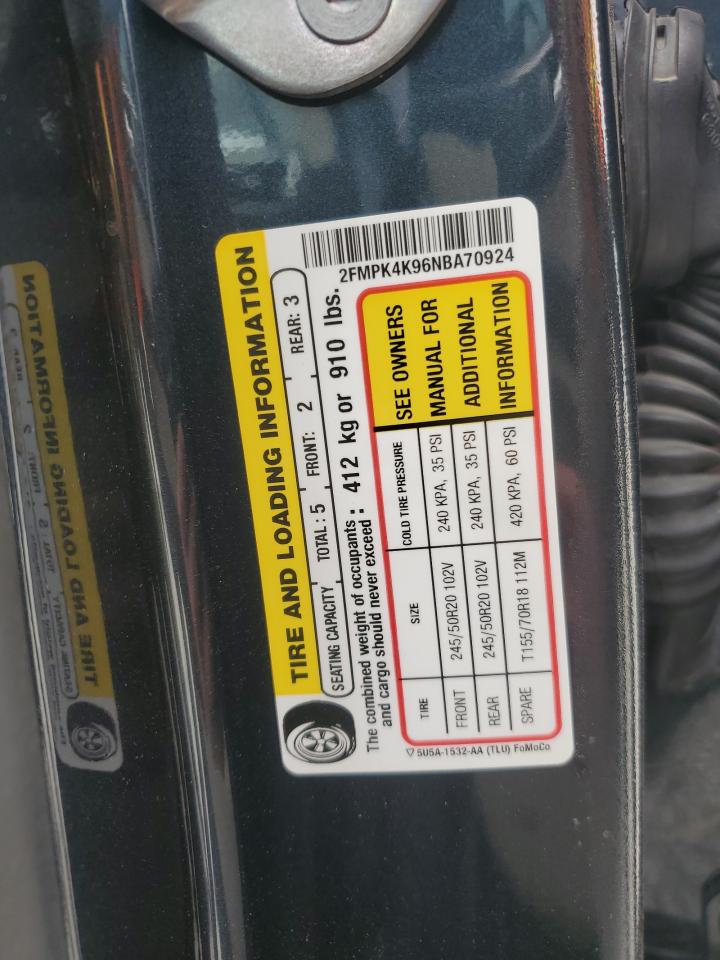 TIRE AND LOADING INFORMATION
SEATING CAPACITY TOTAL : 5 FRONT: 2 REAR: 3
The combined weight of occupants
and cargo should never exceed : 412 kg or 910 lbs.
2FMPK4K96NBA70924
TIRE SIZE COLD TIRE PRESSURE
FRONT 245/50R20 102V 240 KPA, 35 PSI
REAR 245/50R20 102V 240 KPA, 35 PSI
SPARE T155/70R18 112M 420 KPA, 60 PSI
SEE OWNERS
MANUAL FOR
ADDITIONAL
INFORMATION
5U5A-1532-AA (TLU) FoMoCo